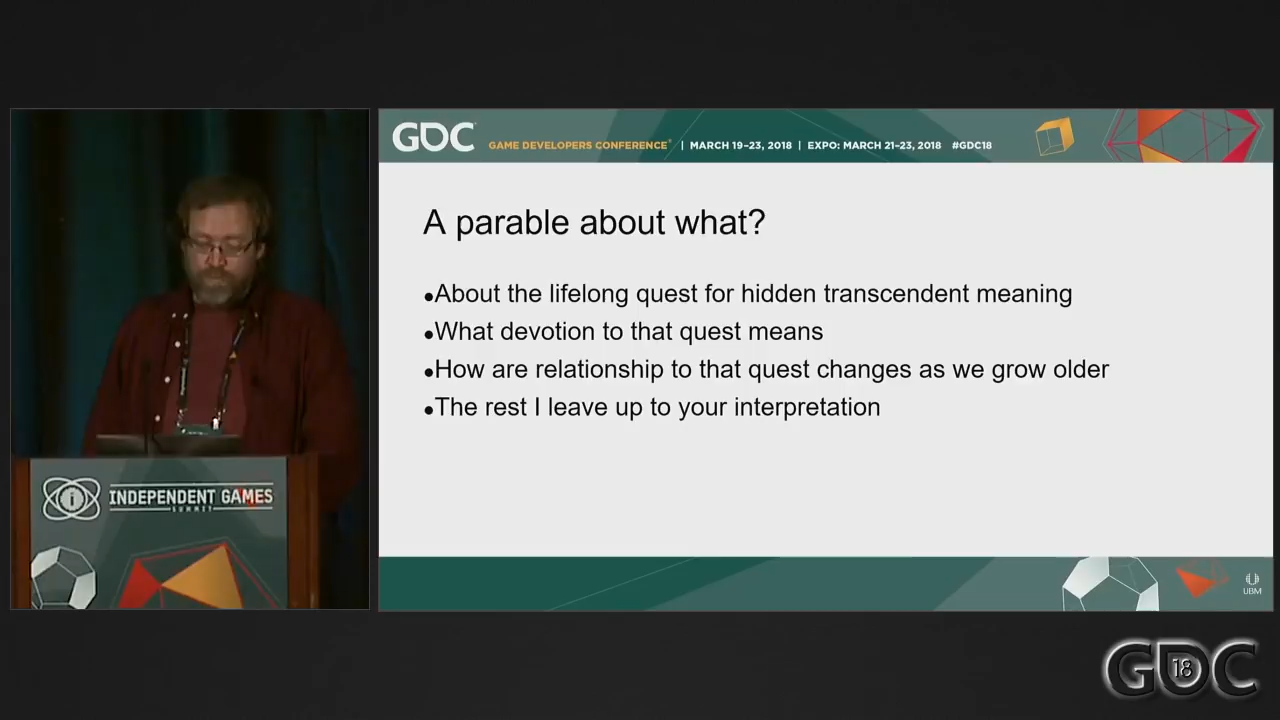 GDC
GAME DEVELOPERS CONFERENCE® | MARCH 19–23, 2018 | EXPO: MARCH 21–23, 2018 #GDC18
A parable about what?
●About the lifelong quest for hidden transcendent meaning
●What devotion to that quest means
●How are relationship to that quest changes as we grow older
●The rest I leave up to your interpretation
i INDEPENDENT GAMES
SUMMIT
UBM
GDC 18